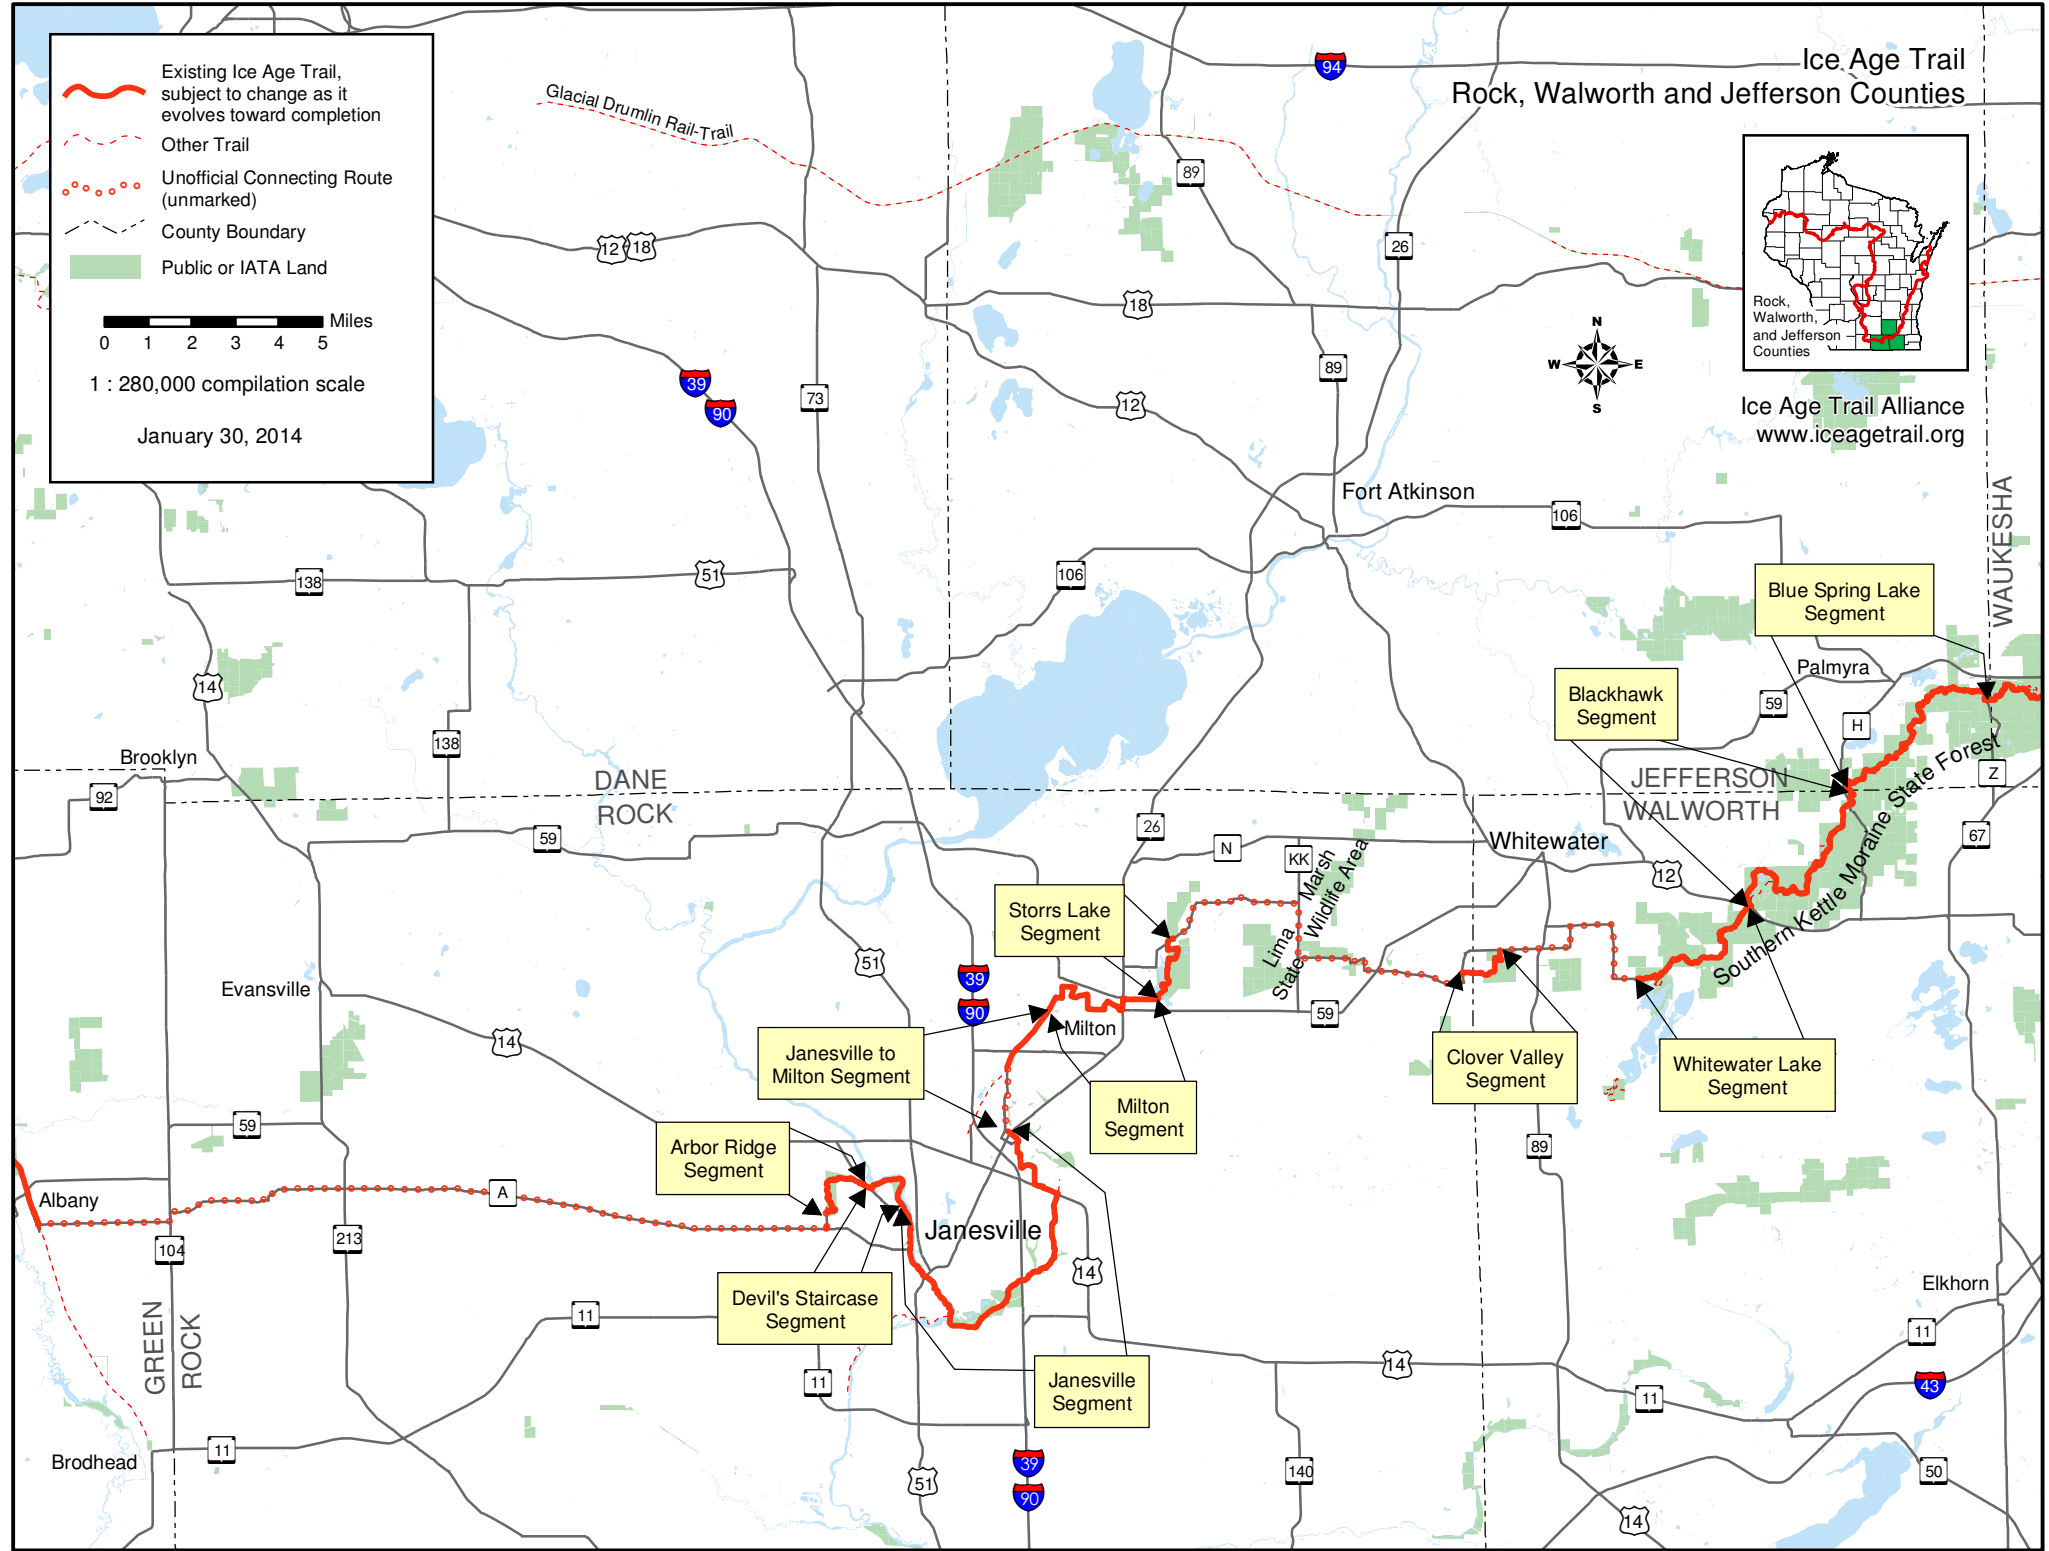 Existing Ice Age Trail,
subject to change as it
evolves toward completion
Other Trail
Unofficial Connecting Route
(unmarked)
County Boundary
Public or IATA Land
Miles
0 1 2 3 4 5
1 : 280,000 compilation scale
January 30, 2014
Ice Age Trail
Rock, Walworth and Jefferson Counties
Rock,
Walworth,
and Jefferson
Counties
Ice Age Trail Alliance
www.iceagetrail.org
N
W E
S
Glacial Drumlin Rail-Trail
94
89
12 18
26
18
39
90
73
89
12
Fort Atkinson
106
WAUKESHA
138
51
106
Blue Spring Lake
Segment
Palmyra
14
Blackhawk
Segment
59
H
138
Brooklyn
92
DANE
ROCK
JEFFERSON
WALWORTH
Z
Southern Kettle Moraine State Forest
59
26
N
KK
Whitewater
67
12
Lima Marsh
State Wildlife Area
Storrs Lake
Segment
51
39
90
Evansville
59
14
Milton
Janesville to
Milton Segment
Clover Valley
Segment
Whitewater Lake
Segment
Milton
Segment
59
Arbor Ridge
Segment
89
Albany
A
104
213
Janesville
14
Elkhorn
Devil's Staircase
Segment
11
11
GREEN
ROCK
14
11
Janesville
Segment
43
11
11
Brodhead
39
90
51
140
50
14